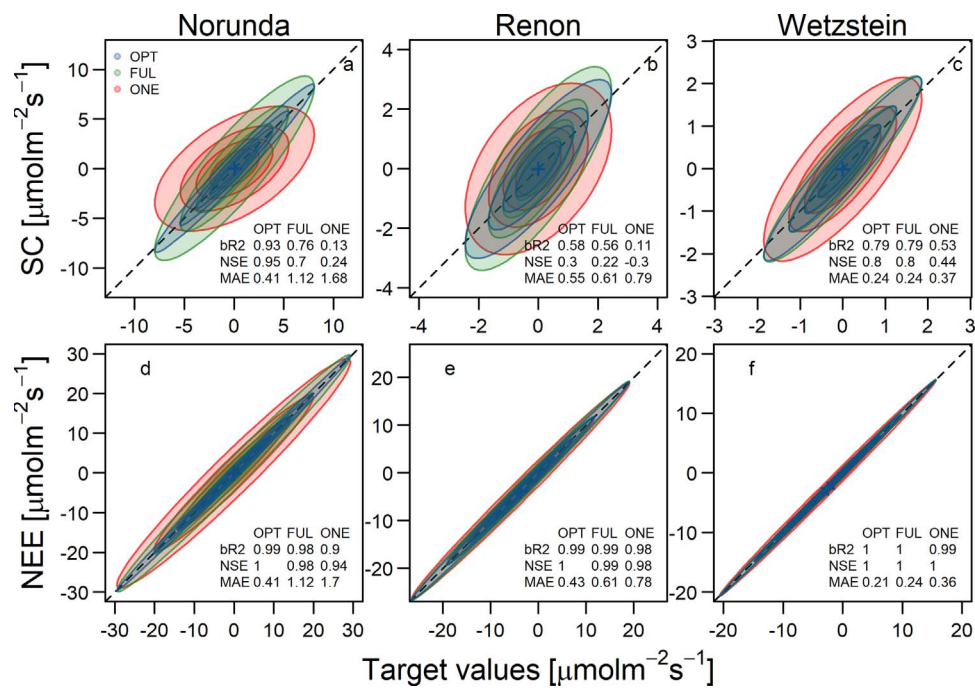 Norunda Renon Wetzstein
SC [μmolm−2s−1]
10
5
0
-5
-10
OPT
FUL
ONE
a
OPT FUL ONE
bR2 0.93 0.76 0.13
NSE 0.95 0.7 0.24
MAE 0.41 1.12 1.68
-10 -5 0 5 10
4
2
0
-2
-4
b
OPT FUL ONE
bR2 0.58 0.56 0.11
NSE 0.3 0.22 -0.3
MAE 0.55 0.61 0.79
-4 -2 0 2 4
3
2
1
0
-1
-2
-3
c
OPT FUL ONE
bR2 0.79 0.79 0.53
NSE 0.8 0.8 0.44
MAE 0.24 0.24 0.37
-3 -2 -1 0 1 2 3
NEE [μmolm−2s−1]
30
20
10
0
-10
-20
-30
d
OPT FUL ONE
bR2 0.99 0.98 0.9
NSE 1 0.98 0.94
MAE 0.41 1.12 1.7
-30 -20 -10 0 10 20 30
20
10
0
-10
-20
e
OPT FUL ONE
bR2 0.99 0.99 0.98
NSE 1 0.99 0.98
MAE 0.43 0.61 0.78
-20 -10 0 10 20
20
10
0
-10
-20
f
OPT FUL ONE
bR2 1 1 0.99
NSE 1 1 1
MAE 0.21 0.24 0.36
-20 -10 0 10 20
Target values [μmolm−2s−1]